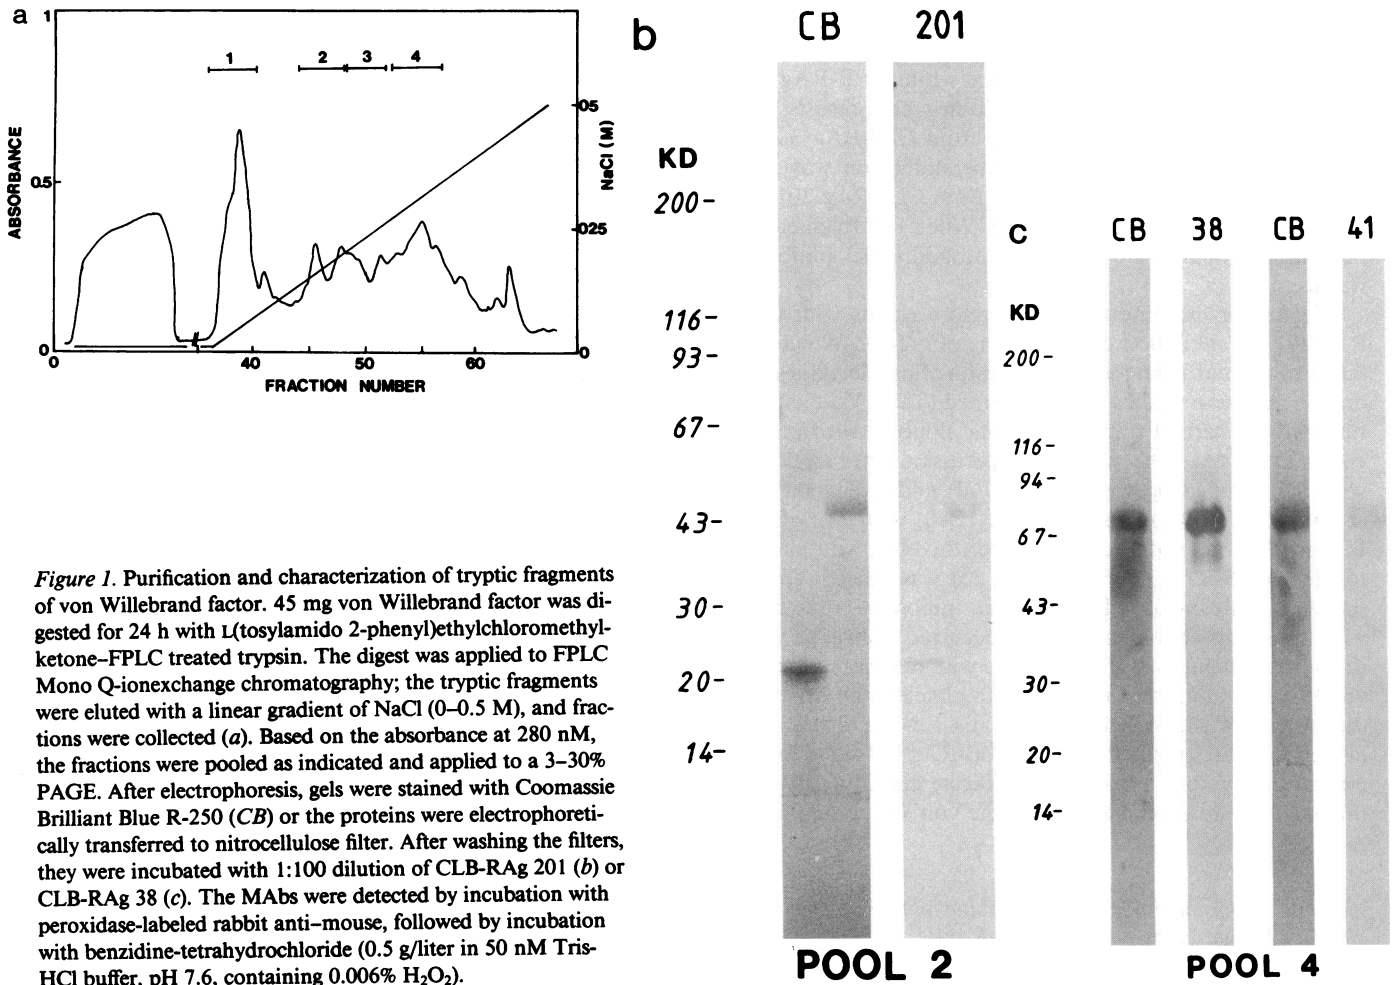 a
1
0.5
0
ABSORBANCE
1 2 3 4
05
025
0
NaCl (M)
0 40 50 60
FRACTION NUMBER
b
CB 201
KD
200-
116-
93-
67-
43-
30-
20-
14-
POOL 2
c
CB 38 CB 41
KD
200-
116-
94-
67-
43-
30-
20-
14-
POOL 4
Figure 1. Purification and characterization of tryptic fragments
of von Willebrand factor. 45 mg von Willebrand factor was di-
gested for 24 h with L(tosylamido 2-phenyl)ethylchloromethyl-
ketone–FPLC treated trypsin. The digest was applied to FPLC
Mono Q-ionexchange chromatography; the tryptic fragments
were eluted with a linear gradient of NaCl (0–0.5 M), and frac-
tions were collected (a). Based on the absorbance at 280 nM,
the fractions were pooled as indicated and applied to a 3–30%
PAGE. After electrophoresis, gels were stained with Coomassie
Brilliant Blue R-250 (CB) or the proteins were electrophoreti-
cally transferred to nitrocellulose filter. After washing the filters,
they were incubated with 1:100 dilution of CLB-RAg 201 (b) or
CLB-RAg 38 (c). The MAbs were detected by incubation with
peroxidase-labeled rabbit anti–mouse, followed by incubation
with benzidine-tetrahydrochloride (0.5 g/liter in 50 nM Tris-
HCl buffer, pH 7.6, containing 0.006% H₂O₂).